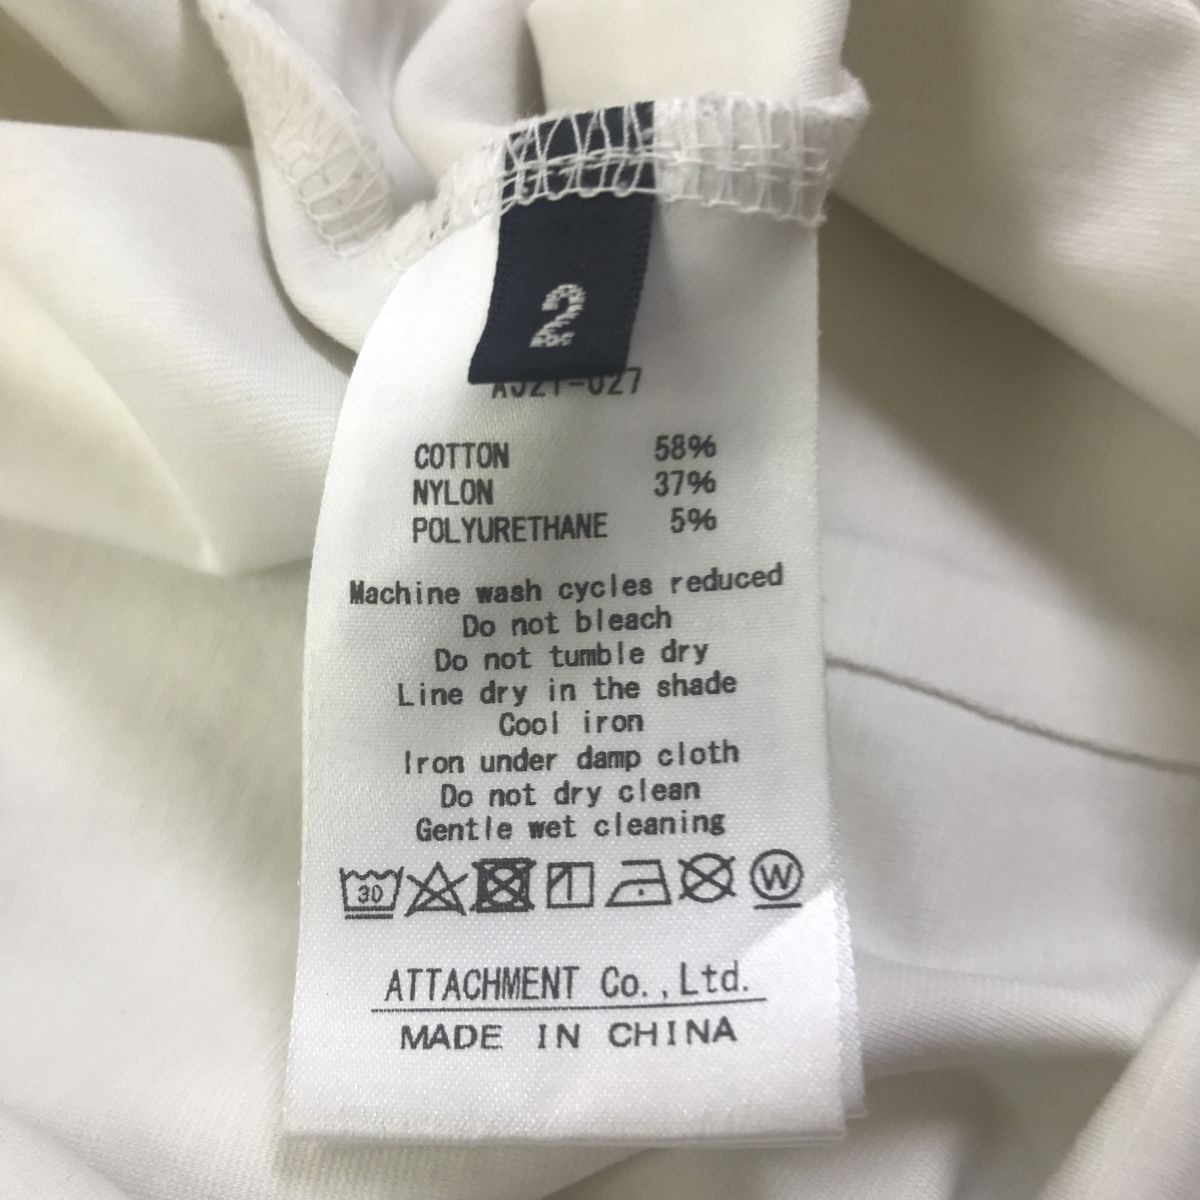 2
AJ21-027
COTTON 58%
NYLON 37%
POLYURETHANE 5%
Machine wash cycles reduced
Do not bleach
Do not tumble dry
Line dry in the shade
Cool iron
Iron under damp cloth
Do not dry clean
Gentle wet cleaning
30 W
ATTACHMENT Co.,Ltd.
MADE IN CHINA